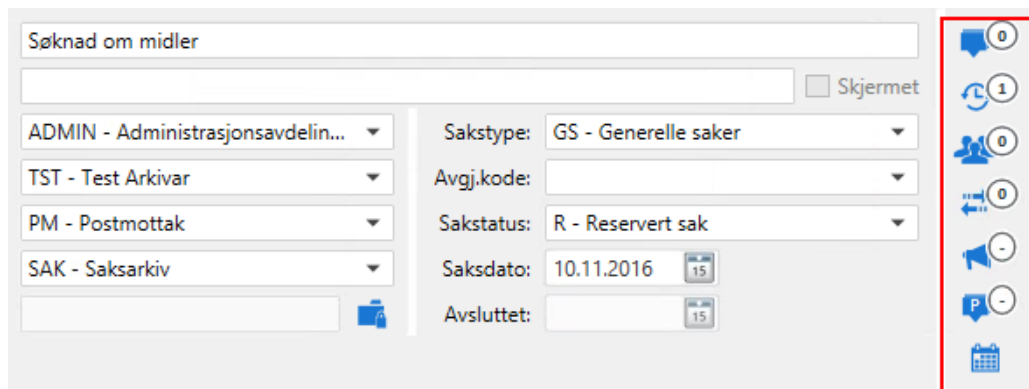 Søknad om midler
0
Skjermet
1
ADMIN - Administrasjonsavdelin...
Sakstype: GS - Generelle saker
0
TST - Test Arkivar
Avgj.kode:
0
PM - Postmottak
Sakstatus: R - Reservert sak
-
SAK - Saksarkiv
Saksdato: 10.11.2016 15
P -
Avsluttet: 15